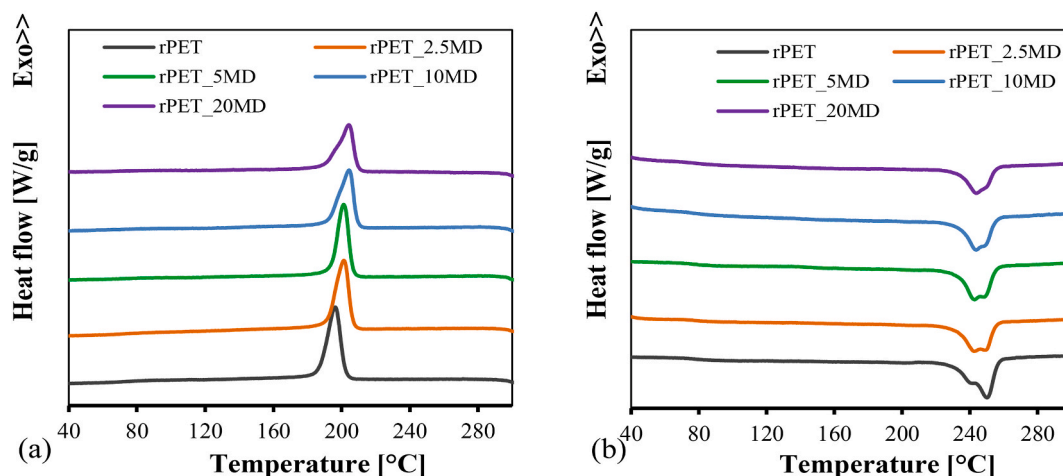 Exo>>
Heat flow [W/g]
rPET
rPET_2.5MD
rPET_5MD
rPET_10MD
rPET_20MD
40
80
120
160
200
240
280
Temperature [°C]
(a)
Exo>>
Heat flow [W/g]
rPET
rPET_2.5MD
rPET_5MD
rPET_10MD
rPET_20MD
40
80
120
160
200
240
280
Temperature [°C]
(b)